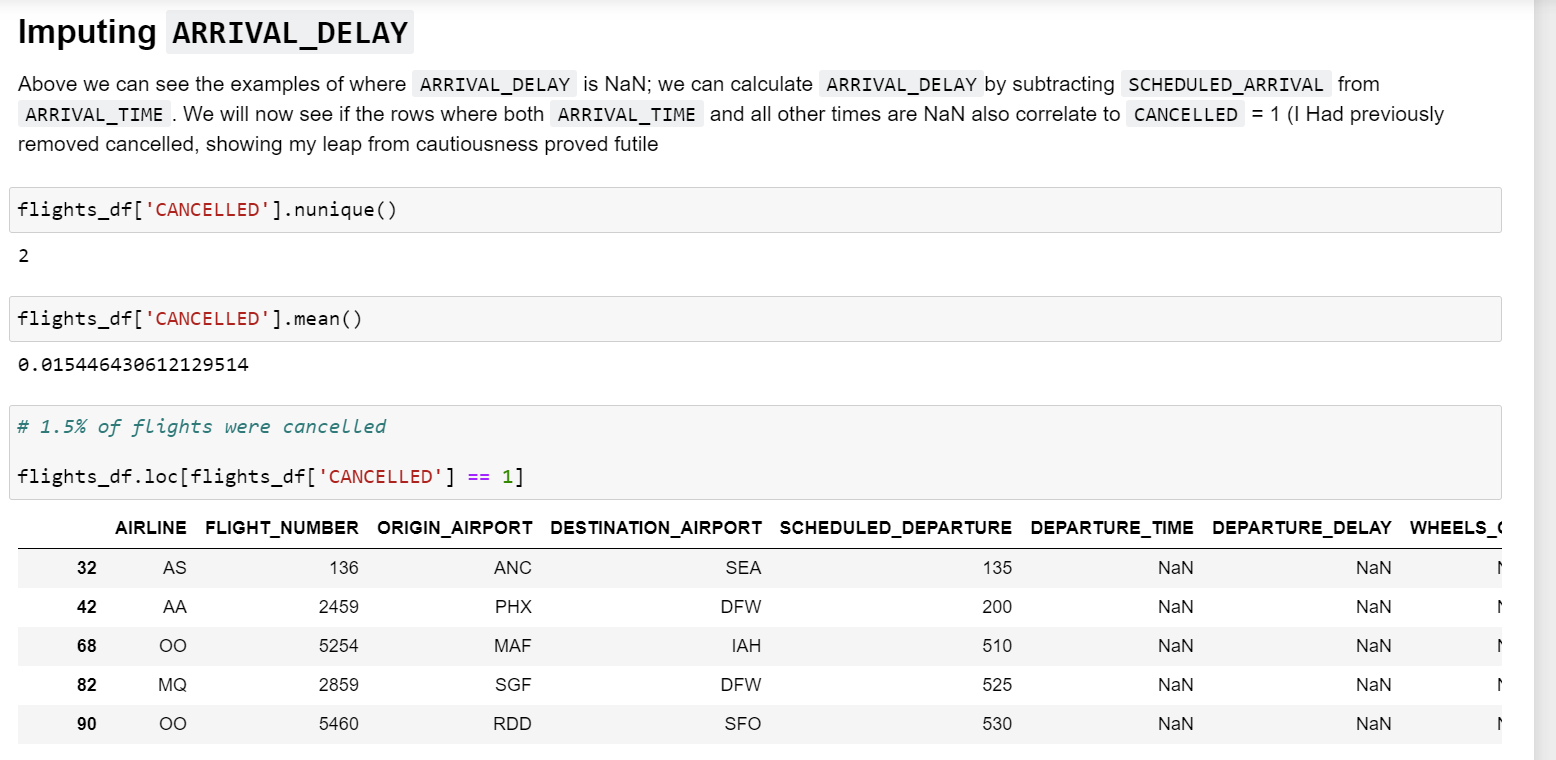 Imputing ARRIVAL_DELAY
Above we can see the examples of where ARRIVAL_DELAY is NaN; we can calculate ARRIVAL_DELAY by subtracting SCHEDULED_ARRIVAL from
ARRIVAL_TIME . We will now see if the rows where both ARRIVAL_TIME and all other times are NaN also correlate to CANCELLED = 1 (I Had previously
removed cancelled, showing my leap from cautiousness proved futile
flights_df['CANCELLED'].nunique()
2
flights_df['CANCELLED'].mean()
0.015446430612129514
# 1.5% of flights were cancelled
flights_df.loc[flights_df['CANCELLED'] == 1]
AIRLINE FLIGHT_NUMBER ORIGIN_AIRPORT DESTINATION_AIRPORT SCHEDULED_DEPARTURE DEPARTURE_TIME DEPARTURE_DELAY WHEELS_
32 AS 136 ANC SEA 135 NaN NaN
42 AA 2459 PHX DFW 200 NaN NaN
68 OO 5254 MAF IAH 510 NaN NaN
82 MQ 2859 SGF DFW 525 NaN NaN
90 OO 5460 RDD SFO 530 NaN NaN